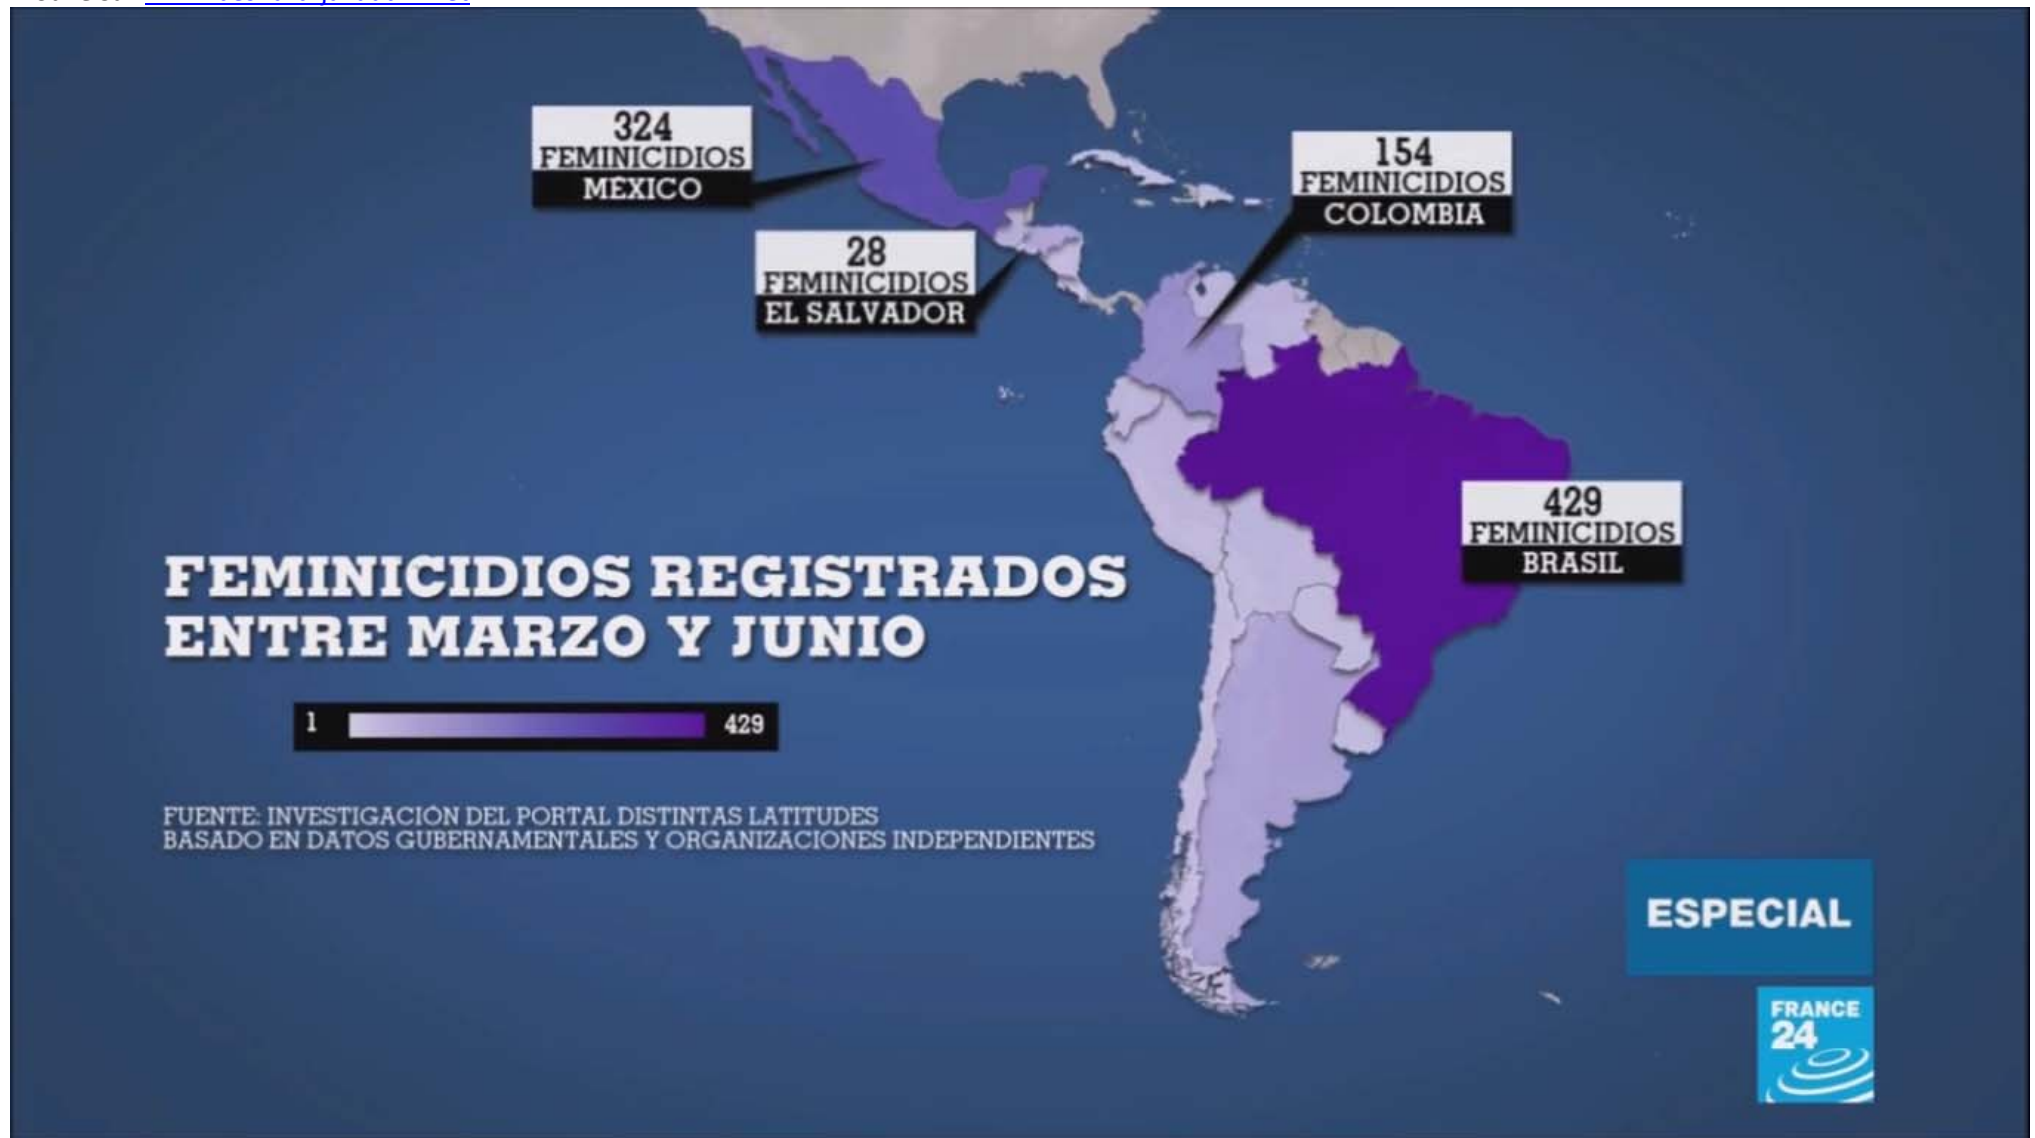 324
FEMINICIDIOS
MÉXICO
154
FEMINICIDIOS
COLOMBIA
28
FEMINICIDIOS
EL SALVADOR
429
FEMINICIDIOS
BRASIL
FEMINICIDIOS REGISTRADOS
ENTRE MARZO Y JUNIO
1 429
FUENTE: INVESTIGACIÓN DEL PORTAL DISTINTAS LATITUDES
BASADO EN DATOS GUBERNAMENTALES Y ORGANIZACIONES INDEPENDIENTES
ESPECIAL
FRANCE
24